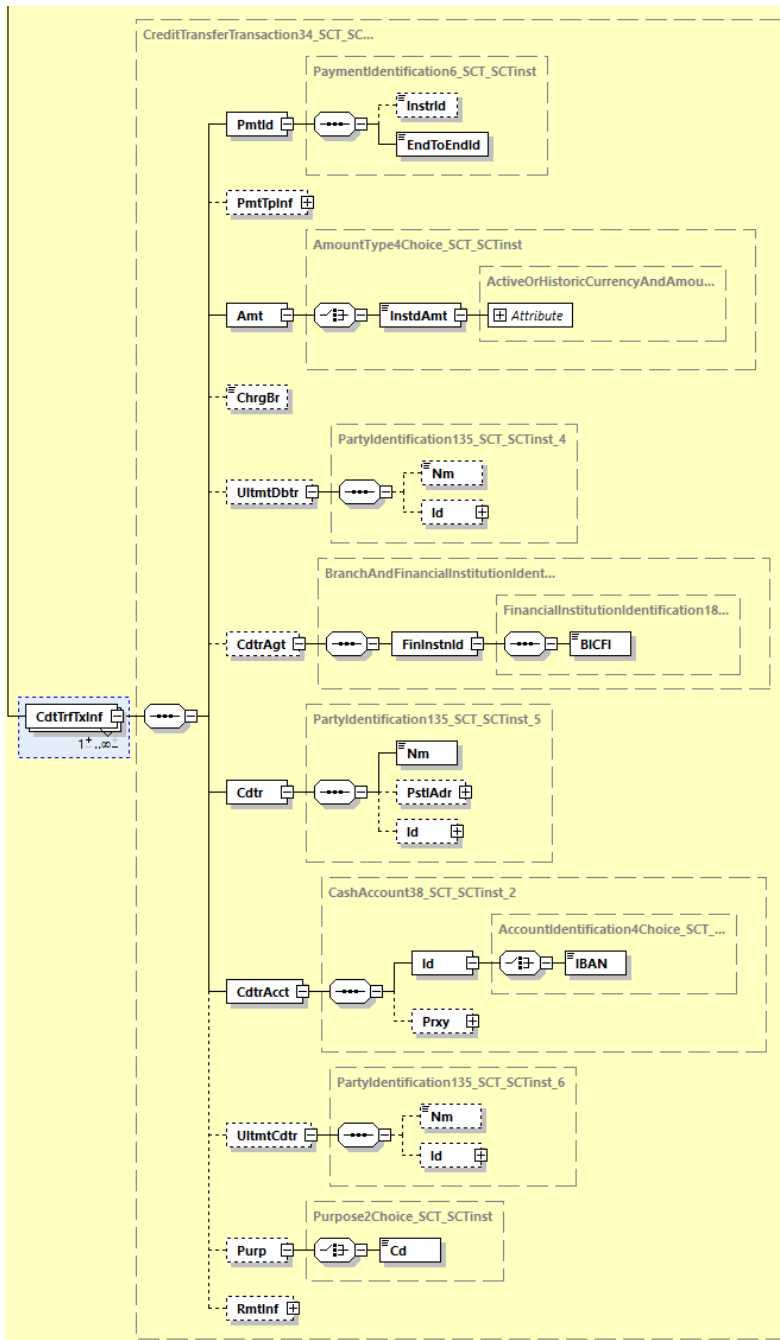 CreditTransferTransaction34_SCT_SC...
PaymentIdentification6_SCT_SCTinst
InstrId
PmtId
EndToEndId
PmtTpInf
AmountType4Choice_SCT_SCTinst
ActiveOrHistoricCurrencyAndAmou...
Amt
InstdAmt
Attribute
ChrgBr
PartyIdentification135_SCT_SCTinst_4
Nm
UltmtDbtr
Id
BranchAndFinancialInstitutionIdent...
FinancialInstitutionIdentification18...
CdtrAgt
FinInstnId
BICFI
CdtTrfTxInf
1..∞
PartyIdentification135_SCT_SCTinst_5
Nm
Cdtr
PstlAdr
Id
CashAccount38_SCT_SCTinst_2
AccountIdentification4Choice_SCT_...
Id
IBAN
CdtrAcct
Prxy
PartyIdentification135_SCT_SCTinst_6
Nm
UltmtCdtr
Id
Purpose2Choice_SCT_SCTinst
Purp
Cd
RmtInf